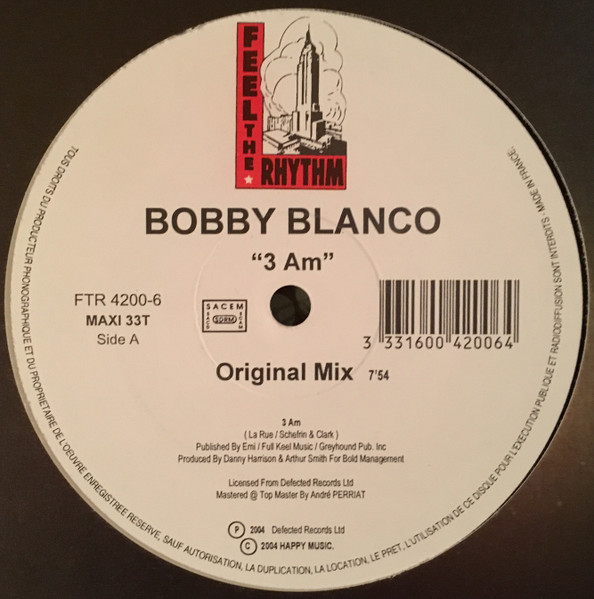 FEEL THE
RHYTHM
BOBBY BLANCO
“3 Am”
FTR 4200-6
MAXI 33T
Side A
SACEM
SACD
SDRM
SCAM
3 331600 420064
Original Mix 7'54
3 Am
( La Rue / Schefrin & Clark )
Published By Emi / Full Keel Music / Greyhound Pub. Inc
Produced By Danny Harrison & Arthur Smith For Bold Management
Licensed From Defected Records Ltd
Mastered @ Top Master By André PERRIAT
P 2004 Defected Records Ltd
C 2004 HAPPY MUSIC.
TOUS DROITS DU PRODUCTEUR PHONOGRAPHIQUE ET DU PROPRIETAIRE DE L'OEUVRE ENREGISTREE RESERVE, SAUF AUTORISATION, LA DUPLICATION, LA LOCATION, LE PRET, L'UTILISATION DE CE DISQUE POUR L'EXECUTION PUBLIQUE ET RADIODIFFUSION SONT INTERDITS - MADE IN FRANCE.